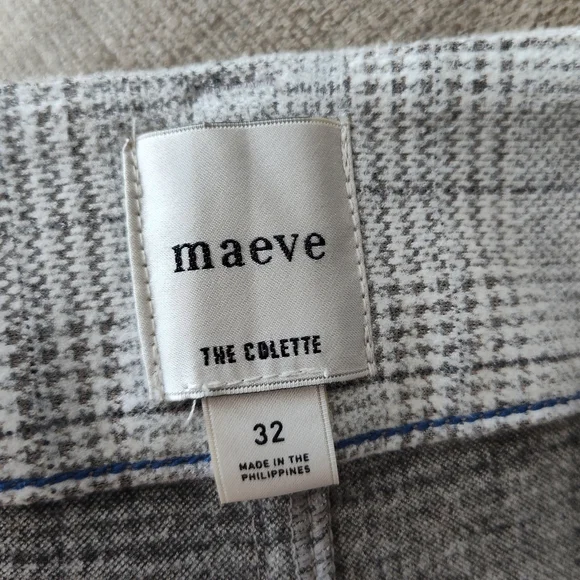 maeve
THE COLETTE
32
MADE IN THE
PHILIPPINES